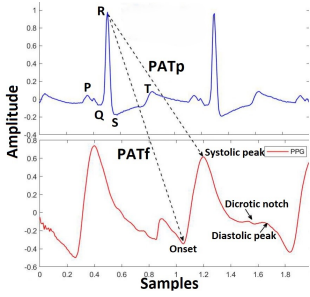 R
1
0.8
PATp
0.6
0.4
P
T
0.2
0
-0.2
Q
S
-0.4
Amplitude
0.8
PATf
Systolic peak
PPG
0.6
0.4
0.2
Dicrotic notch
0
-0.2
Diastolic peak
Onset
-0.4
-0.6
0 0.2 0.4 0.6 0.8 1 1.2 1.4 1.6 1.8
Samples